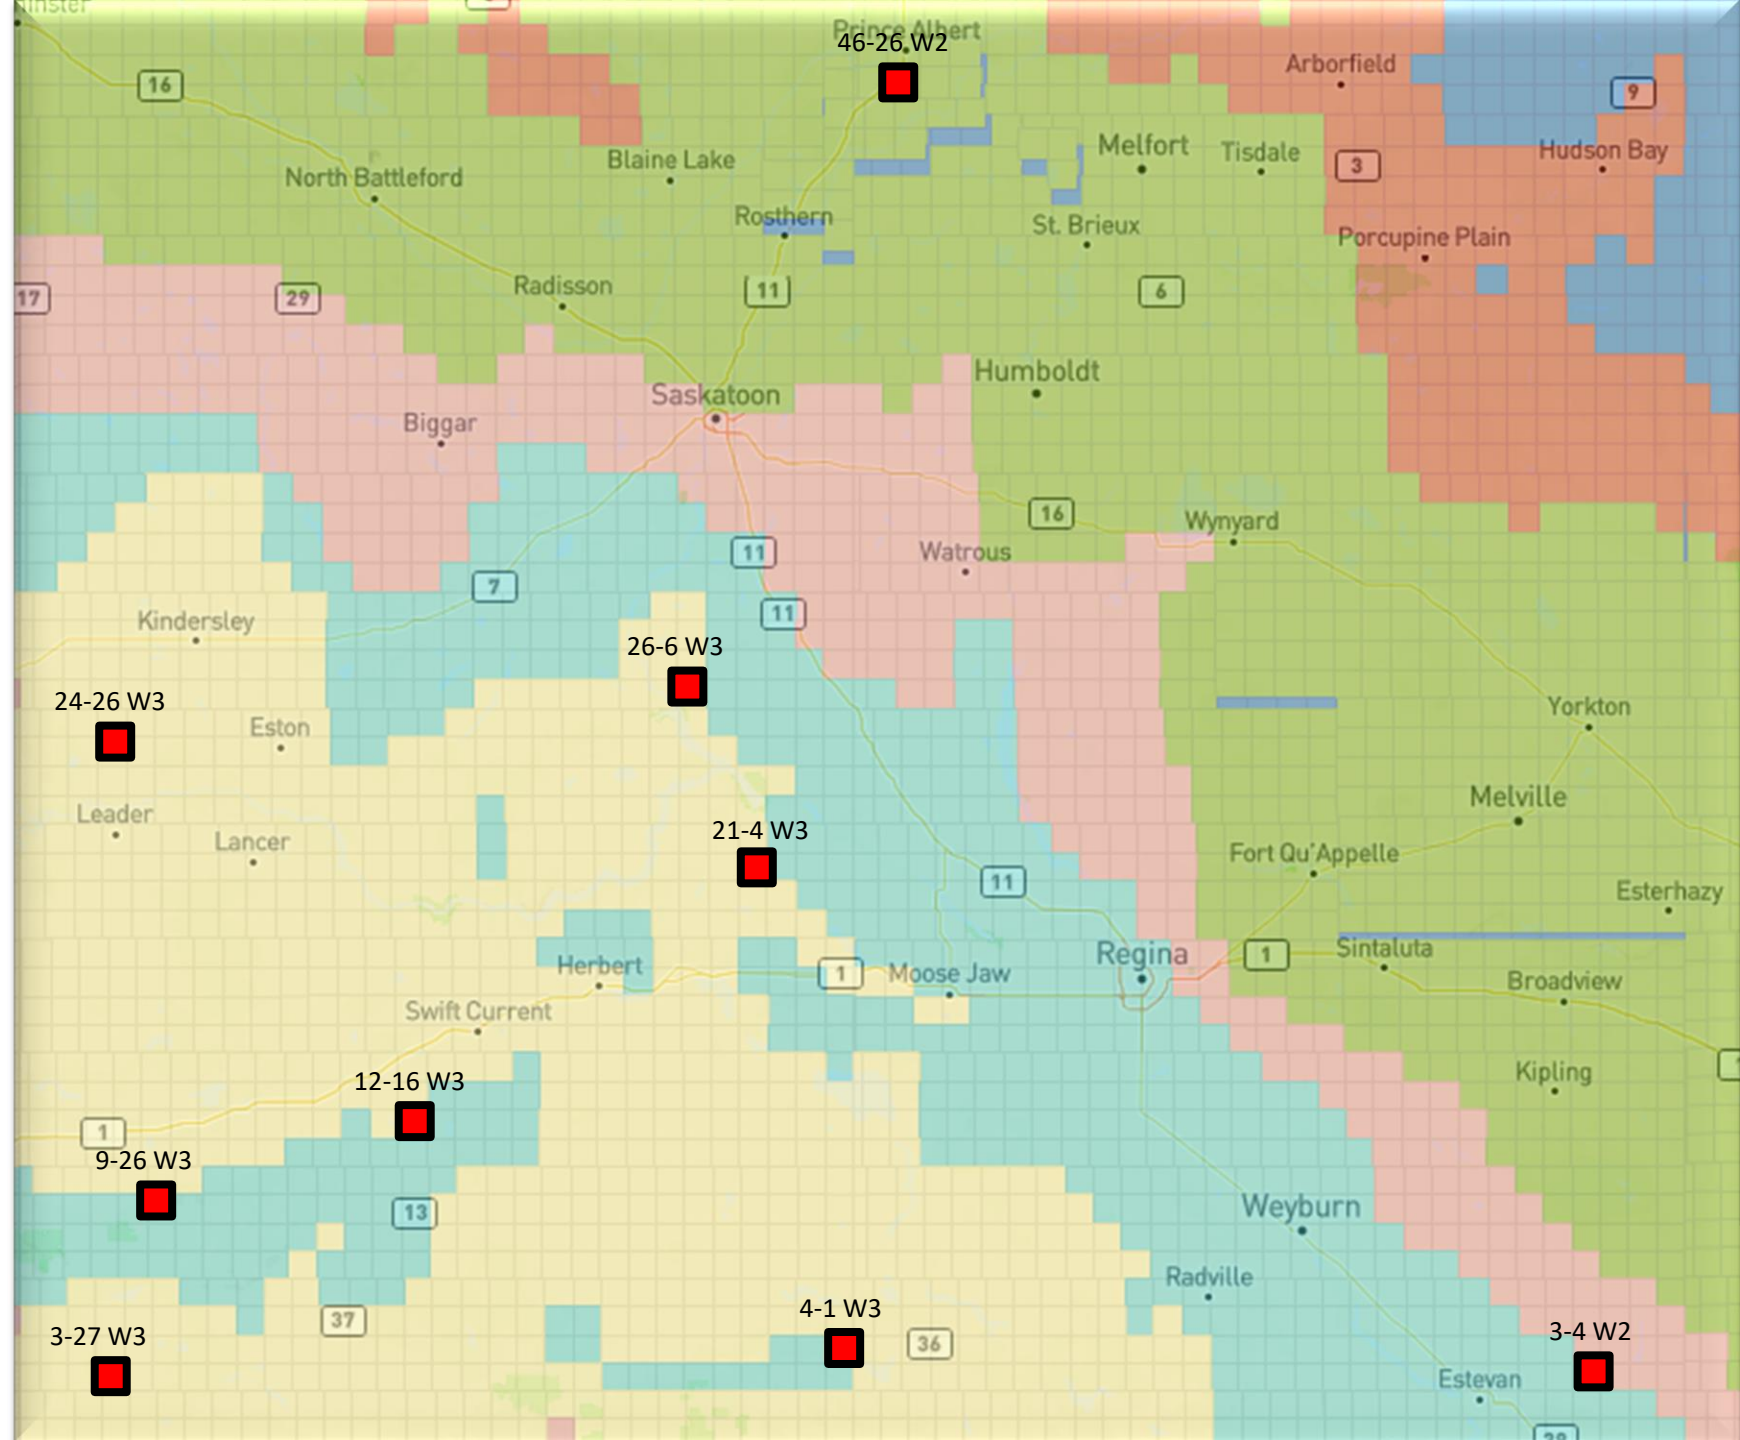 Prince Albert
46-26 W2
Arborfield
16
9
Melfort
Tisdale
Hudson Bay
Blaine Lake
3
North Battleford
Rosthern
St. Brieux
Porcupine Plain
Radisson
11
6
17
29
Humboldt
Saskatoon
Biggar
16
Wynyard
Watrous
11
7
11
Kindersley
26-6 W3
24-26 W3
Eston
Yorkton
Melville
Leader
21-4 W3
Lancer
Fort Qu'Appelle
11
Esterhazy
Regina
1
Sintaluta
Herbert
1
Moose Jaw
Broadview
Swift Current
Kipling
12-16 W3
1
9-26 W3
13
Weyburn
Radville
4-1 W3
37
3-27 W3
36
3-4 W2
Estevan